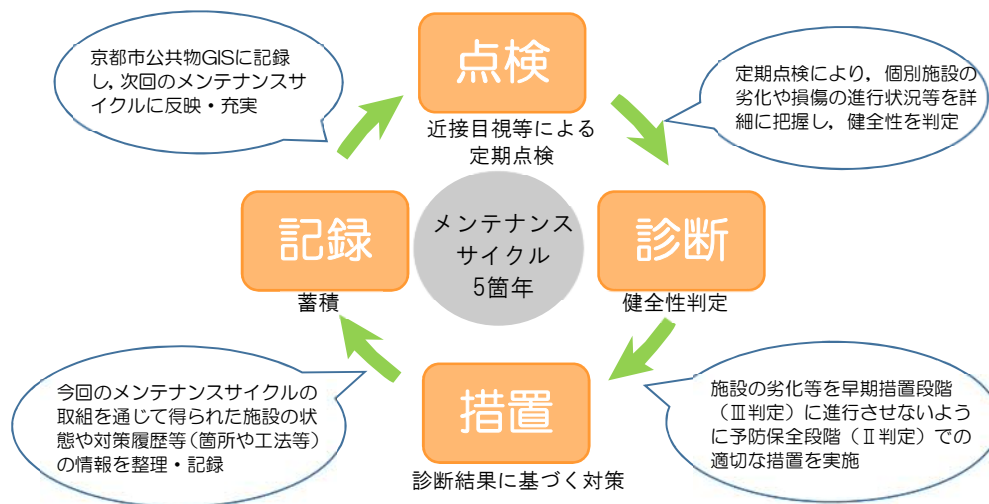 京都市公共物GISに記録
し，次回のメンテナンスサ
イクルに反映・充実
点検
近接目視等による
定期点検
定期点検により，個別施設の
劣化や損傷の進行状況等を詳
細に把握し，健全性を判定
記録
蓄積
メンテナンス
サイクル
5箇年
診断
健全性判定
今回のメンテナンスサイクルの
取組を通じて得られた施設の状
態や対策履歴等（箇所や工法等）
の情報を整理・記録
措置
診断結果に基づく対策
施設の劣化等を早期措置段階
（Ⅲ判定）に進行させないよう
に予防保全段階（Ⅱ判定）での
適切な措置を実施